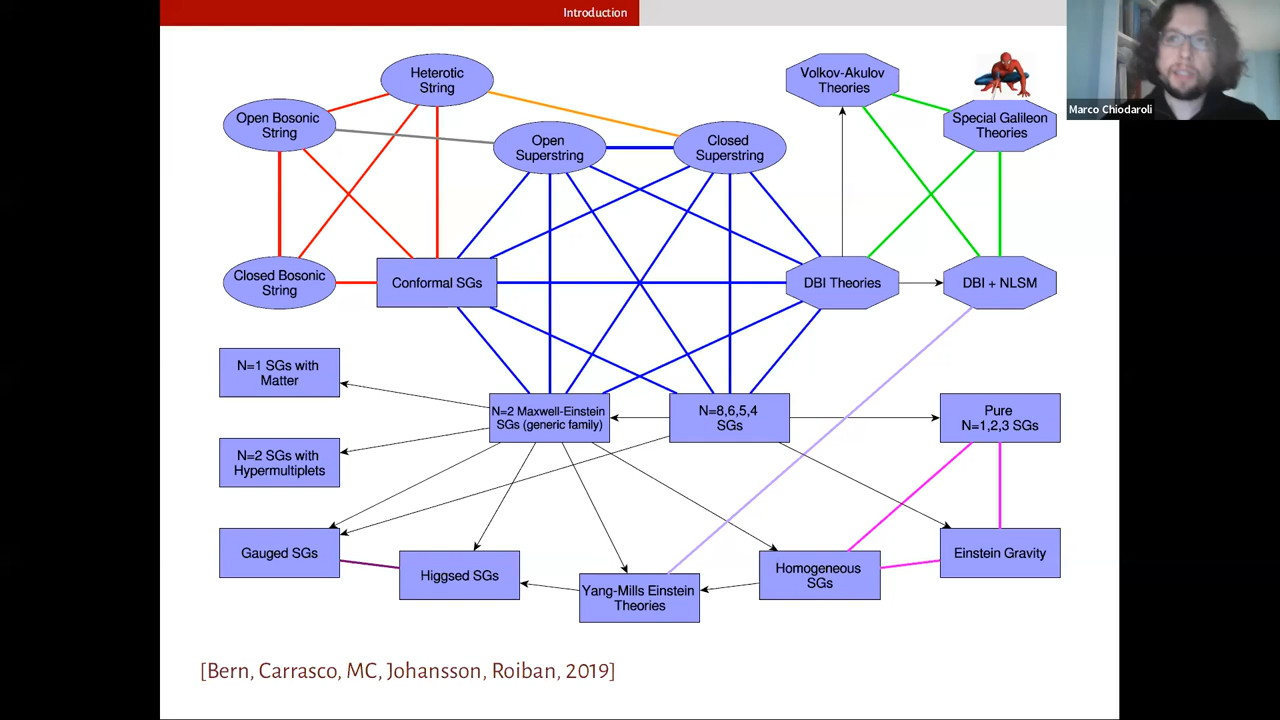 Introduction
Marco Chiodaroli
Heterotic
String
Volkov-Akulov
Theories
Open Bosonic
String
Special Galileon
Theories
Open
Superstring
Closed
Superstring
Closed Bosonic
String
Conformal SGs
DBI Theories
DBI + NLSM
N=1 SGs with
Matter
N=2 Maxwell-Einstein
SGs (generic family)
N=8,6,5,4
SGs
Pure
N=1,2,3 SGs
N=2 SGs with
Hypermultiplets
Gauged SGs
Higgsed SGs
Yang-Mills Einstein
Theories
Homogeneous
SGs
Einstein Gravity
[Bern, Carrasco, MC, Johansson, Roiban, 2019]